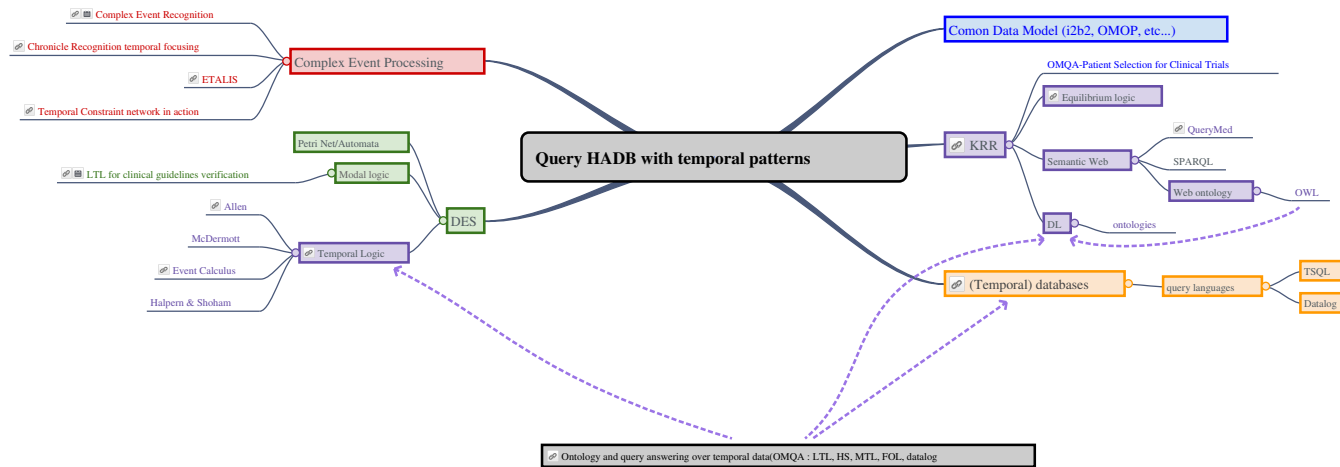 Complex Event Recognition
Chronicle Recognition temporal focusing
ETALIS
Temporal Constraint network in action
Complex Event Processing
Petri Net/Automata
LTL for clinical guidelines verification
Modal logic
DES
Allen
McDermott
Event Calculus
Halpern & Shoham
Temporal Logic
Query HADB with temporal patterns
Comon Data Model (i2b2, OMOP, etc...)
KRR
OMQA-Patient Selection for Clinical Trials
Equilibrium logic
Semantic Web
QueryMed
SPARQL
Web ontology
OWL
DL
ontologies
(Temporal) databases
query languages
TSQL
Datalog
Ontology and query answering over temporal data(OMQA : LTL, HS, MTL, FOL, datalog